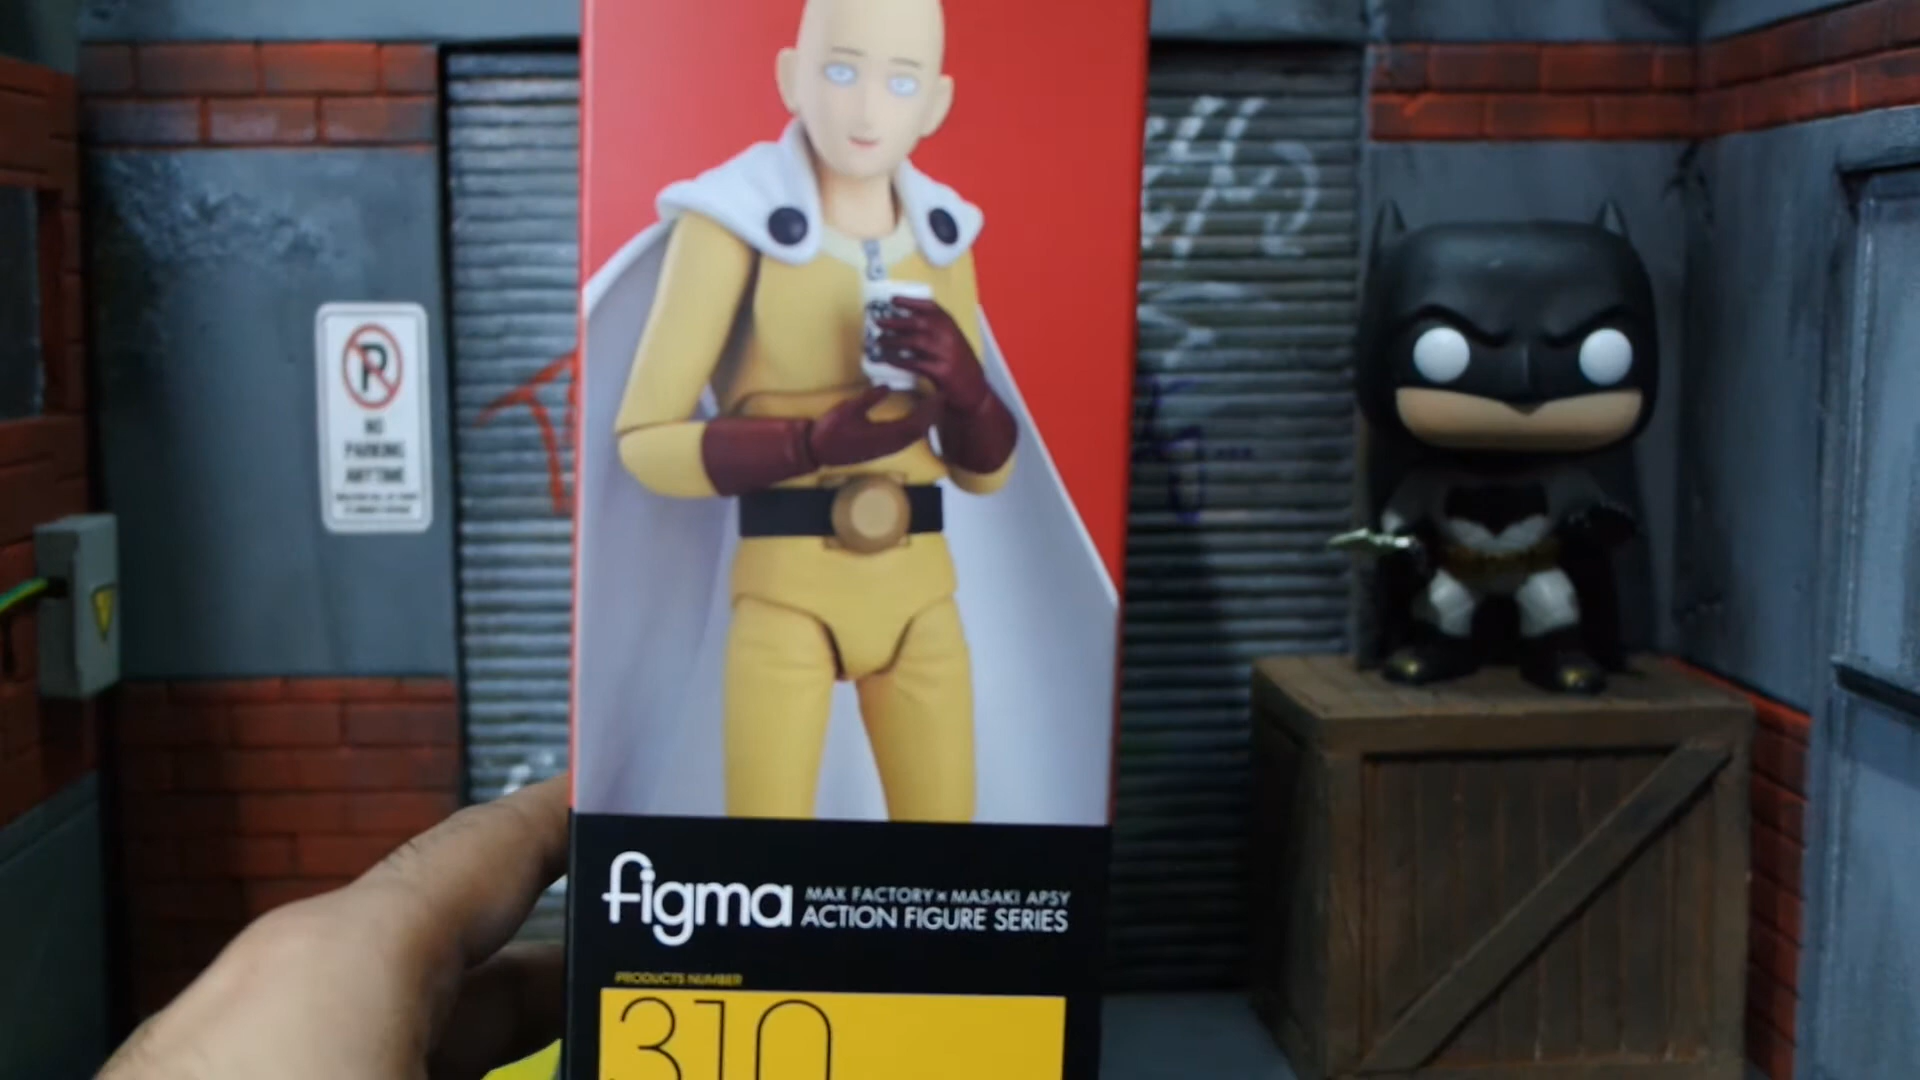 NO
PARKING
ANYTIME
figma
MAX FACTORY × MASAKI APSY
ACTION FIGURE SERIES
PRODUCTS NUMBER
310